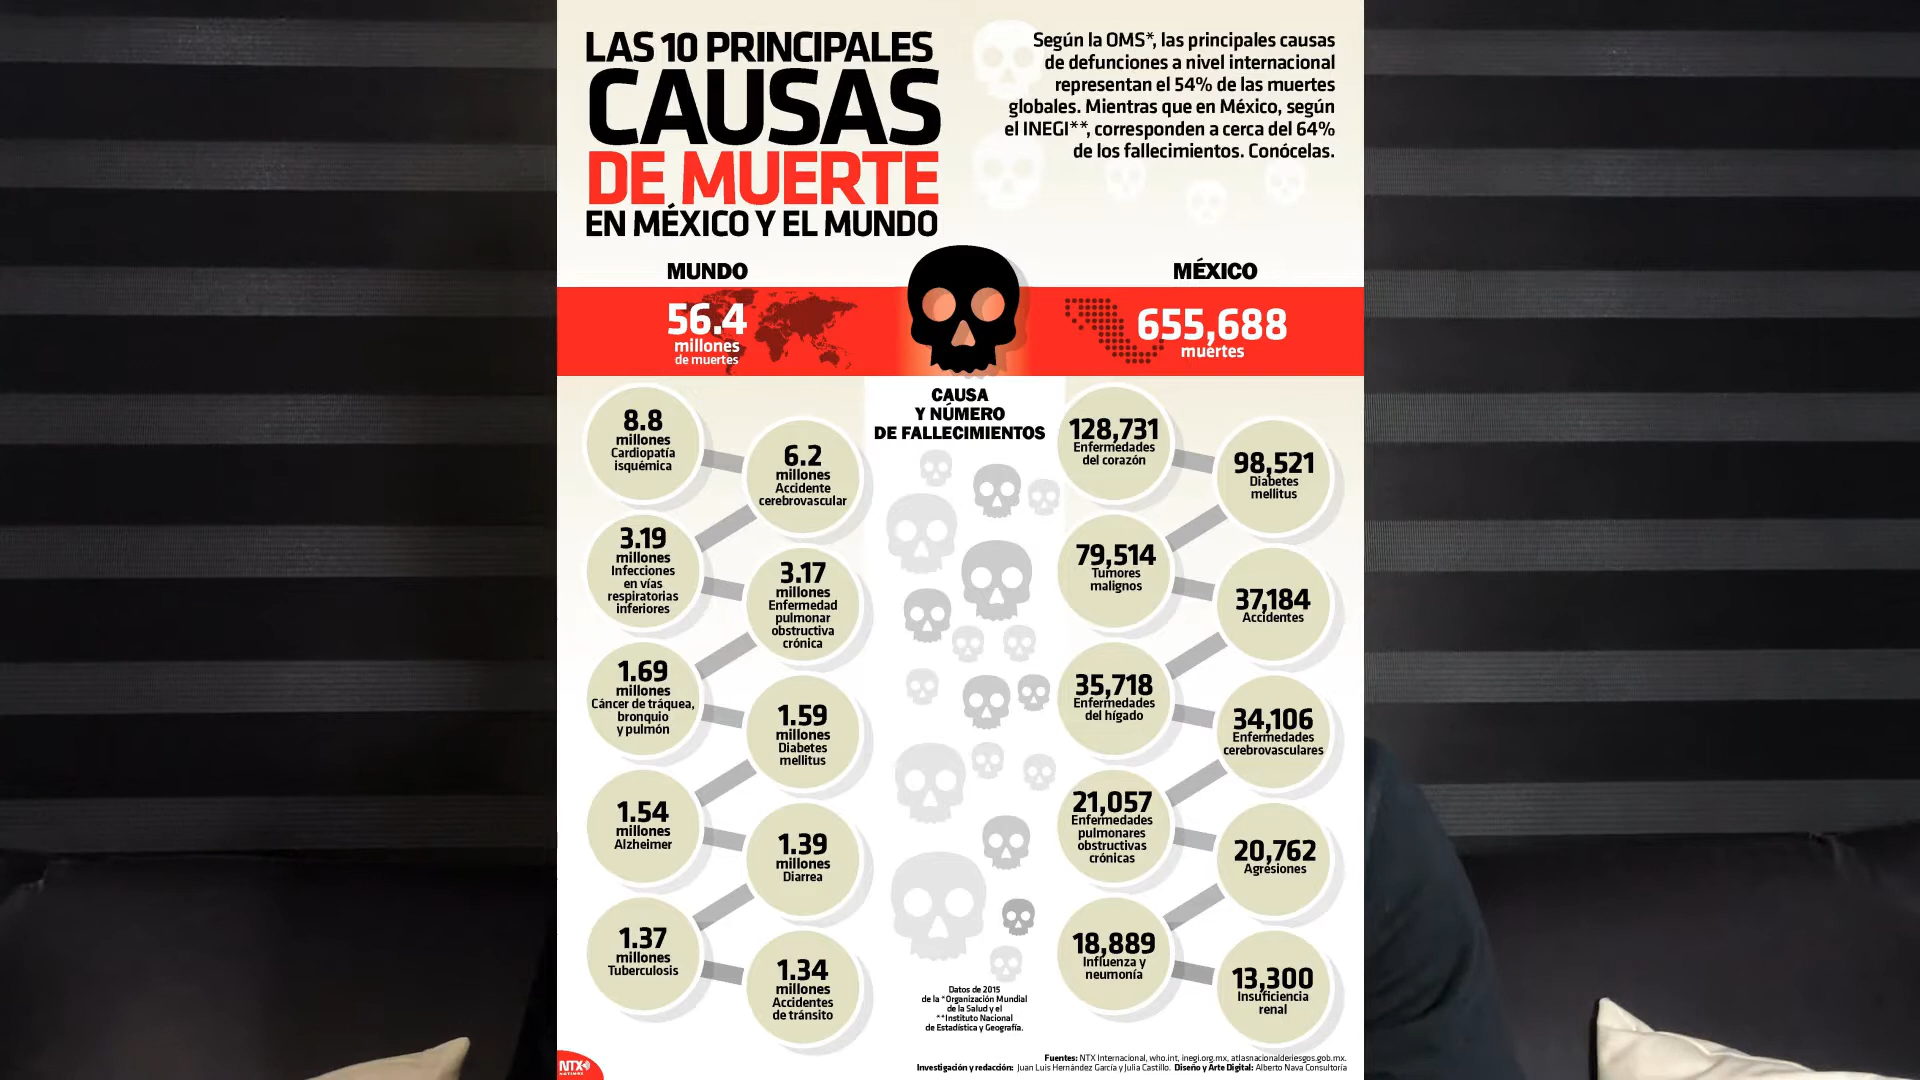 LAS 10 PRINCIPALES
CAUSAS
DE MUERTE
EN MÉXICO Y EL MUNDO
Según la OMS*, las principales causas
de defunciones a nivel internacional
representan el 54% de las muertes
globales. Mientras que en México, según
el INEGI**, corresponden a cerca del 64%
de los fallecimientos. Conócelas.
MUNDO
56.4
millones
de muertes
MÉXICO
655,688
muertes
CAUSA
Y NÚMERO
DE FALLECIMIENTOS
8.8
millones
Cardiopatía
isquémica
6.2
millones
Accidente
cerebrovascular
3.19
millones
Infecciones
en vías
respiratorias
inferiores
3.17
millones
Enfermedad
pulmonar
obstructiva
crónica
1.69
millones
Cáncer de tráquea,
bronquio
y pulmón
1.59
millones
Diabetes
mellitus
1.54
millones
Alzheimer
1.39
millones
Diarrea
1.37
millones
Tuberculosis
1.34
millones
Accidentes
de tránsito
128,731
Enfermedades
del corazón
98,521
Diabetes
mellitus
79,514
Tumores
malignos
37,184
Accidentes
35,718
Enfermedades
del hígado
34,106
Enfermedades
cerebrovasculares
21,057
Enfermedades
pulmonares
obstructivas
crónicas
20,762
Agresiones
18,889
Influenza y
neumonía
13,300
Insuficiencia
renal
Datos de 2015
de la *Organización Mundial
de la Salud y el
**Instituto Nacional
de Estadística y Geografía.
NTX
NOTIMEX
Fuentes: NTX Internacional, who.int, inegi.org.mx, atlasnacionalderiesgos.gob.mx.
Investigación y redacción: Juan Luis Hernández García y Julia Castillo. Diseño y Arte Digital: Alberto Nava Consultoría